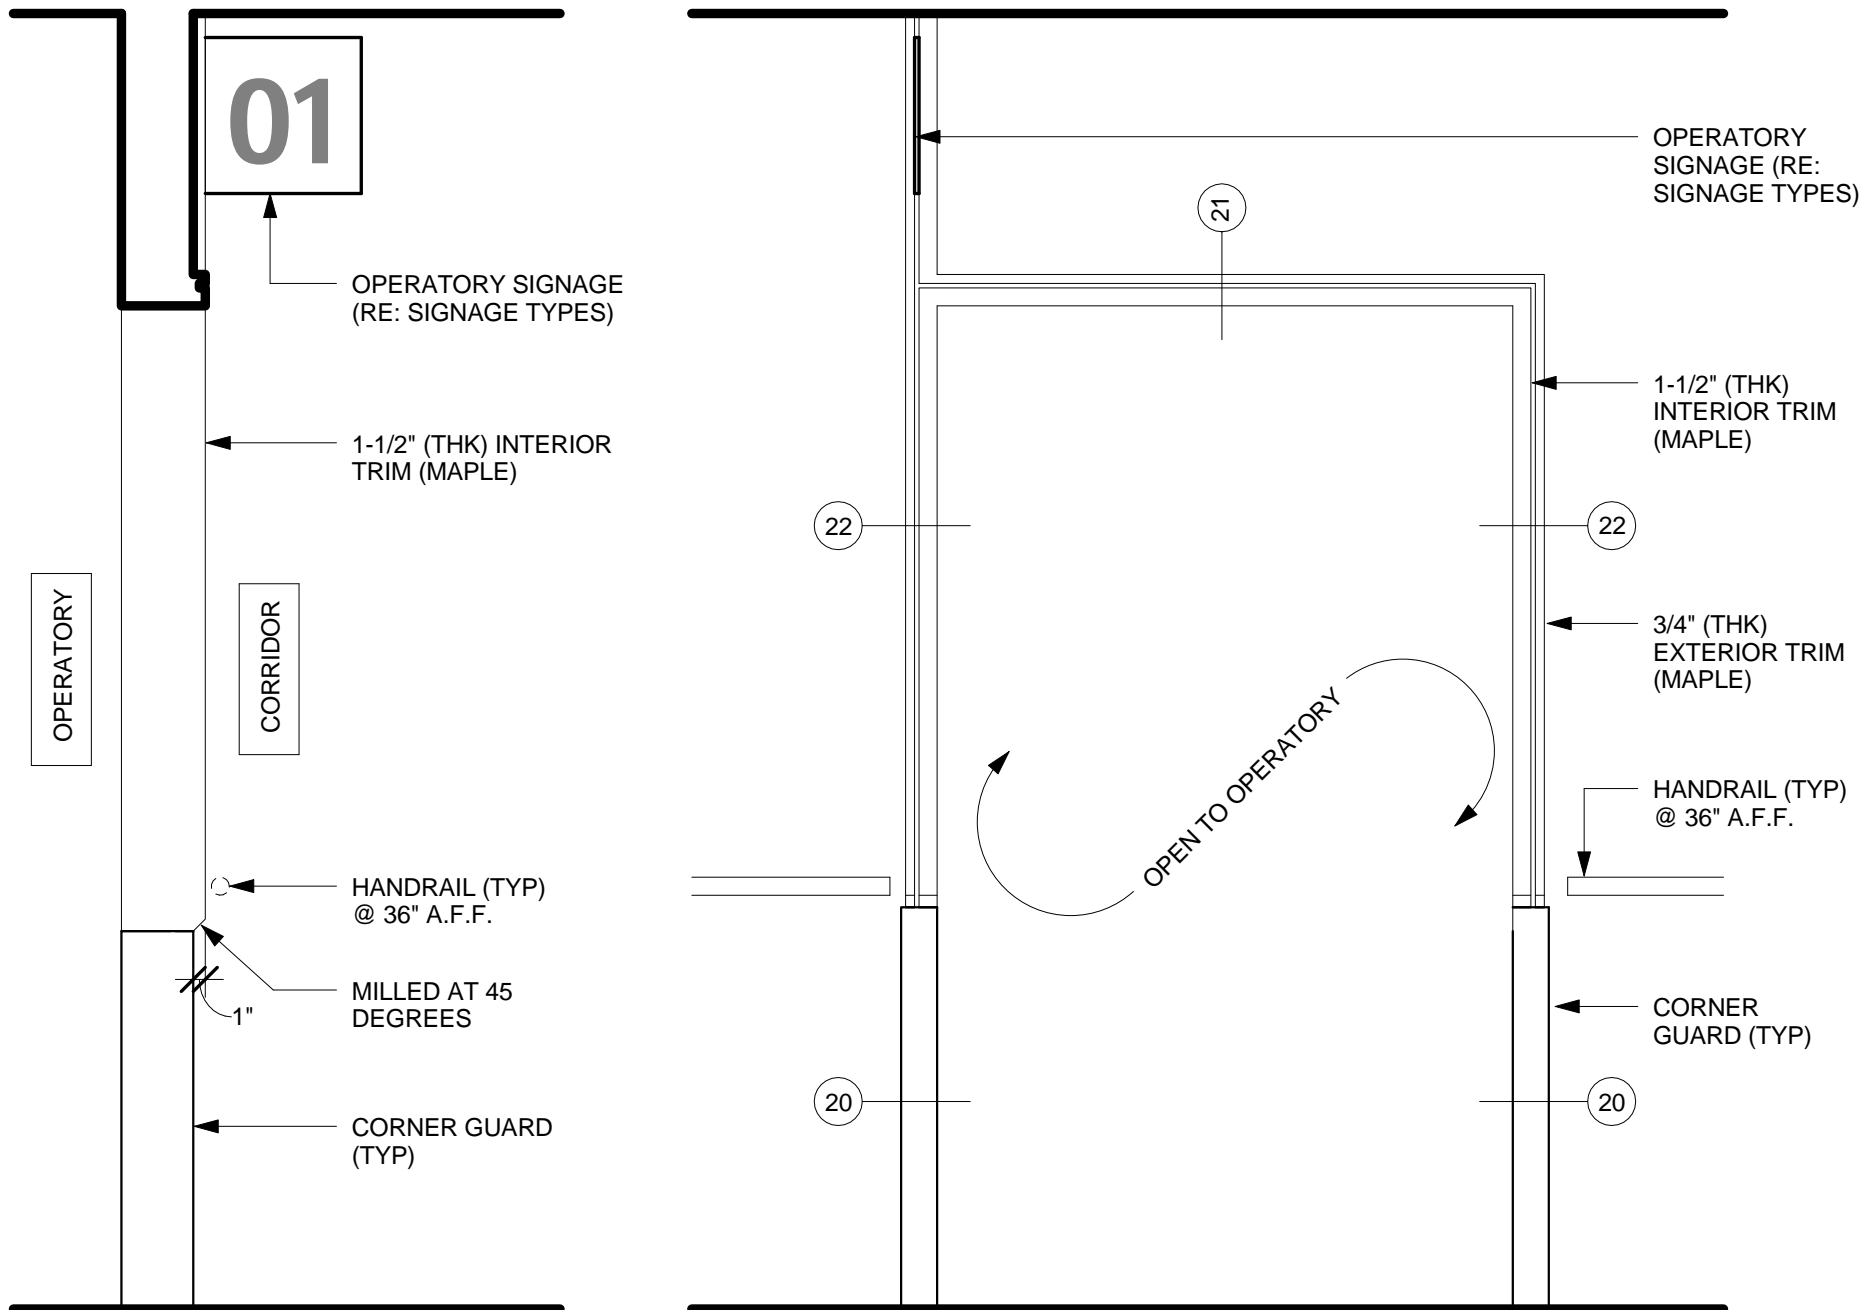 01
OPERATORY SIGNAGE
(RE: SIGNAGE TYPES)
1-1/2" (THK) INTERIOR
TRIM (MAPLE)
OPERATORY
CORRIDOR
HANDRAIL (TYP)
@ 36" A.F.F.
MILLED AT 45
DEGREES
1"
CORNER GUARD
(TYP)
OPERATORY
SIGNAGE (RE:
SIGNAGE TYPES)
21
1-1/2" (THK)
INTERIOR TRIM
(MAPLE)
22
22
3/4" (THK)
EXTERIOR TRIM
(MAPLE)
OPEN TO OPERATORY
HANDRAIL (TYP)
@ 36" A.F.F.
CORNER
GUARD (TYP)
20
20